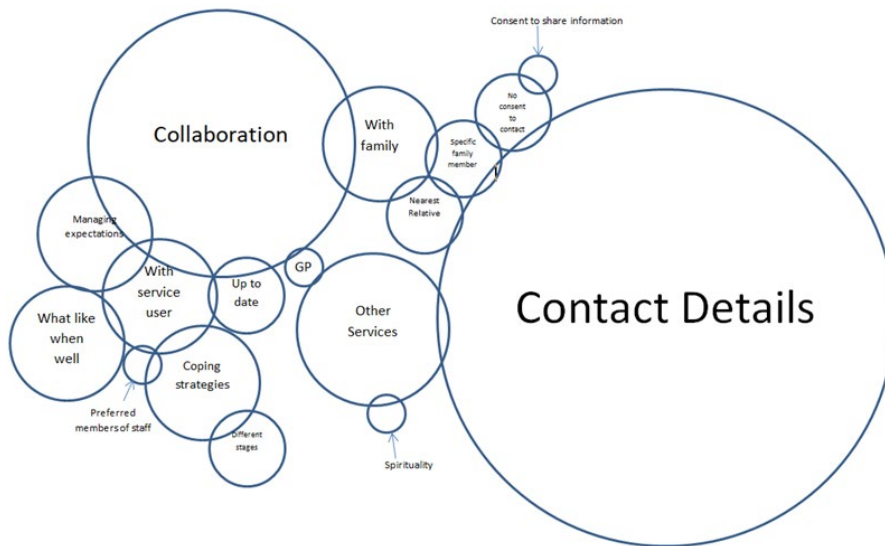 Consent to share information
No
consent
to
contact
Collaboration
With
family
Specific
family
member
Nearest
Relative
Managing
expectations
With
service
user
Up to
date
GP
What like
when
well
Other
Services
Contact Details
Coping
strategies
Preferred
members of staff
Different
stages
Spirituality